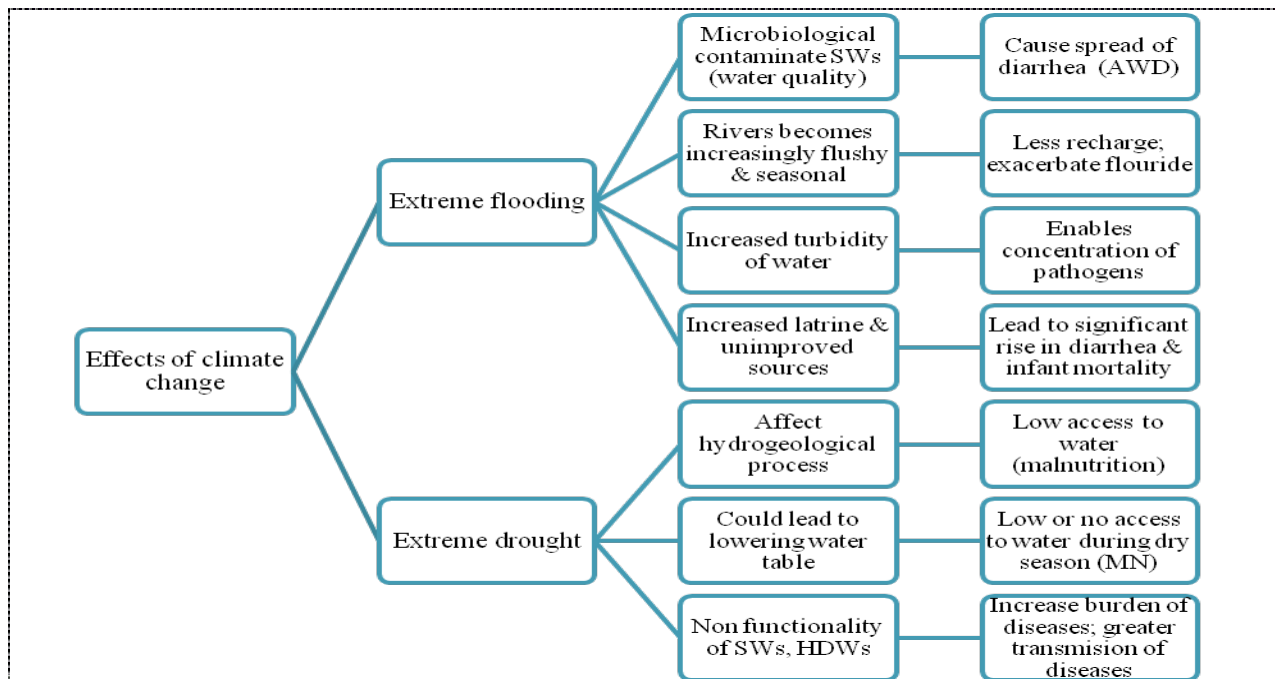 Effects of climate
change
Extreme flooding
Microbiological
contaminate SWs
(water quality)
Cause spread of
diarrhea (AWD)
Rivers becomes
increasingly flushy
& seasonal
Less recharge;
exacerbate flouride
Increased turbidity
of water
Enables
concentration of
pathogens
Increased latrine &
unimproved
sources
Lead to significant
rise in diarrhea &
infant mortality
Extreme drought
Affect
hydrogeological
process
Low access to
water
(malnutrition)
Could lead to
lowering water
table
Low or no access
to water during dry
season (MN)
Non functionality
of SWs, HDWs
Increase burden of
diseases; greater
transmision of
diseases